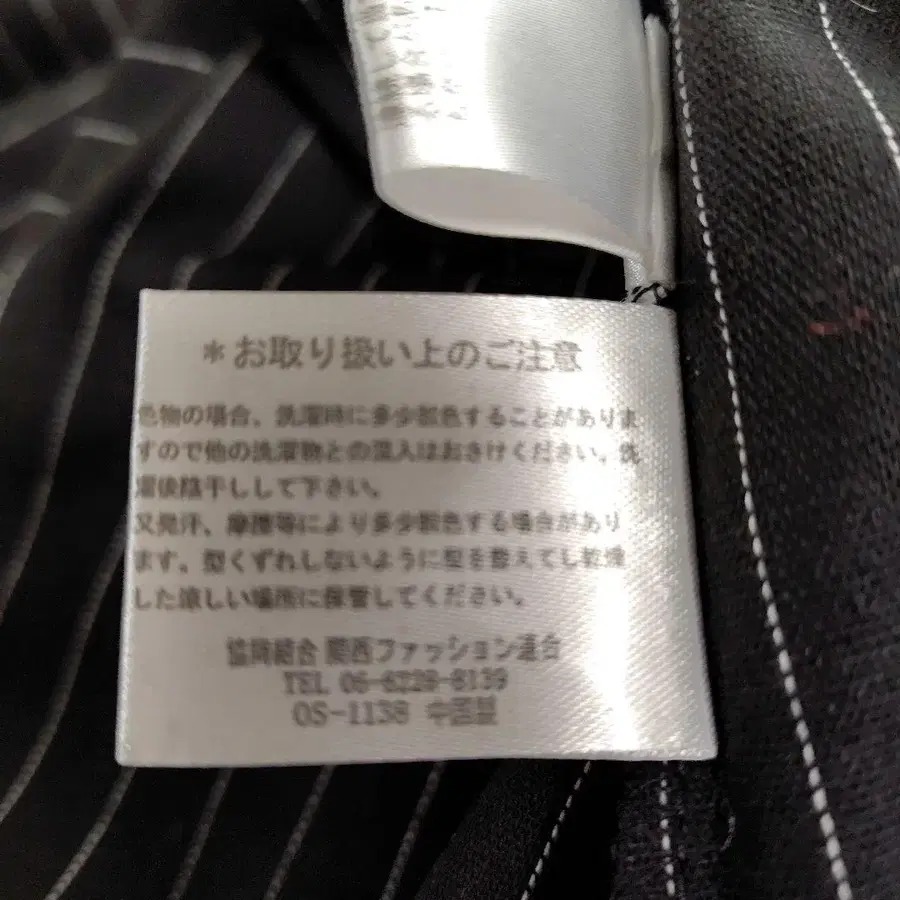 ＊お取り扱い上のご注意
色物の場合、洗濯時に多少脱色することがありま
すので他の洗濯物との混入はおさけください。洗
濯後陰干しして下さい。
又発汗、摩擦等により多少脱色する場合があり
ます。型くずれしないように型を整えてし乾燥
した涼しい場所に保管してください。
協同組合 関西ファッション連合
TEL 06-6228-8139
OS-1138 中国製